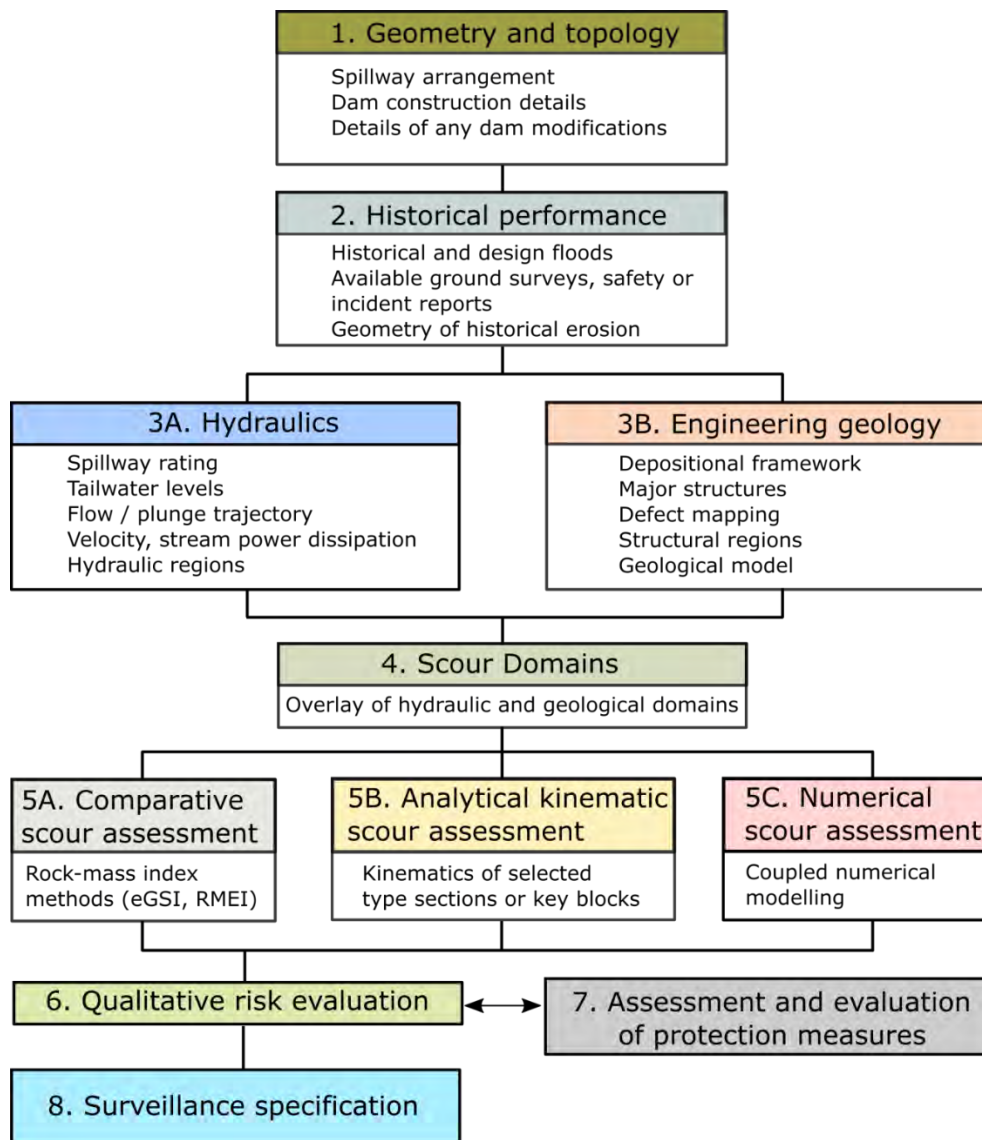 1. Geometry and topology
Spillway arrangement
Dam construction details
Details of any dam modifications
2. Historical performance
Historical and design floods
Available ground surveys, safety or
incident reports
Geometry of historical erosion
3A. Hydraulics
Spillway rating
Tailwater levels
Flow / plunge trajectory
Velocity, stream power dissipation
Hydraulic regions
3B. Engineering geology
Depositional framework
Major structures
Defect mapping
Structural regions
Geological model
4. Scour Domains
Overlay of hydraulic and geological domains
5A. Comparative
scour assessment
Rock-mass index
methods (eGSI, RMEI)
5B. Analytical kinematic
scour assessment
Kinematics of selected
type sections or key blocks
5C. Numerical
scour assessment
Coupled numerical
modelling
6. Qualitative risk evaluation
7. Assessment and evaluation
of protection measures
8. Surveillance specification